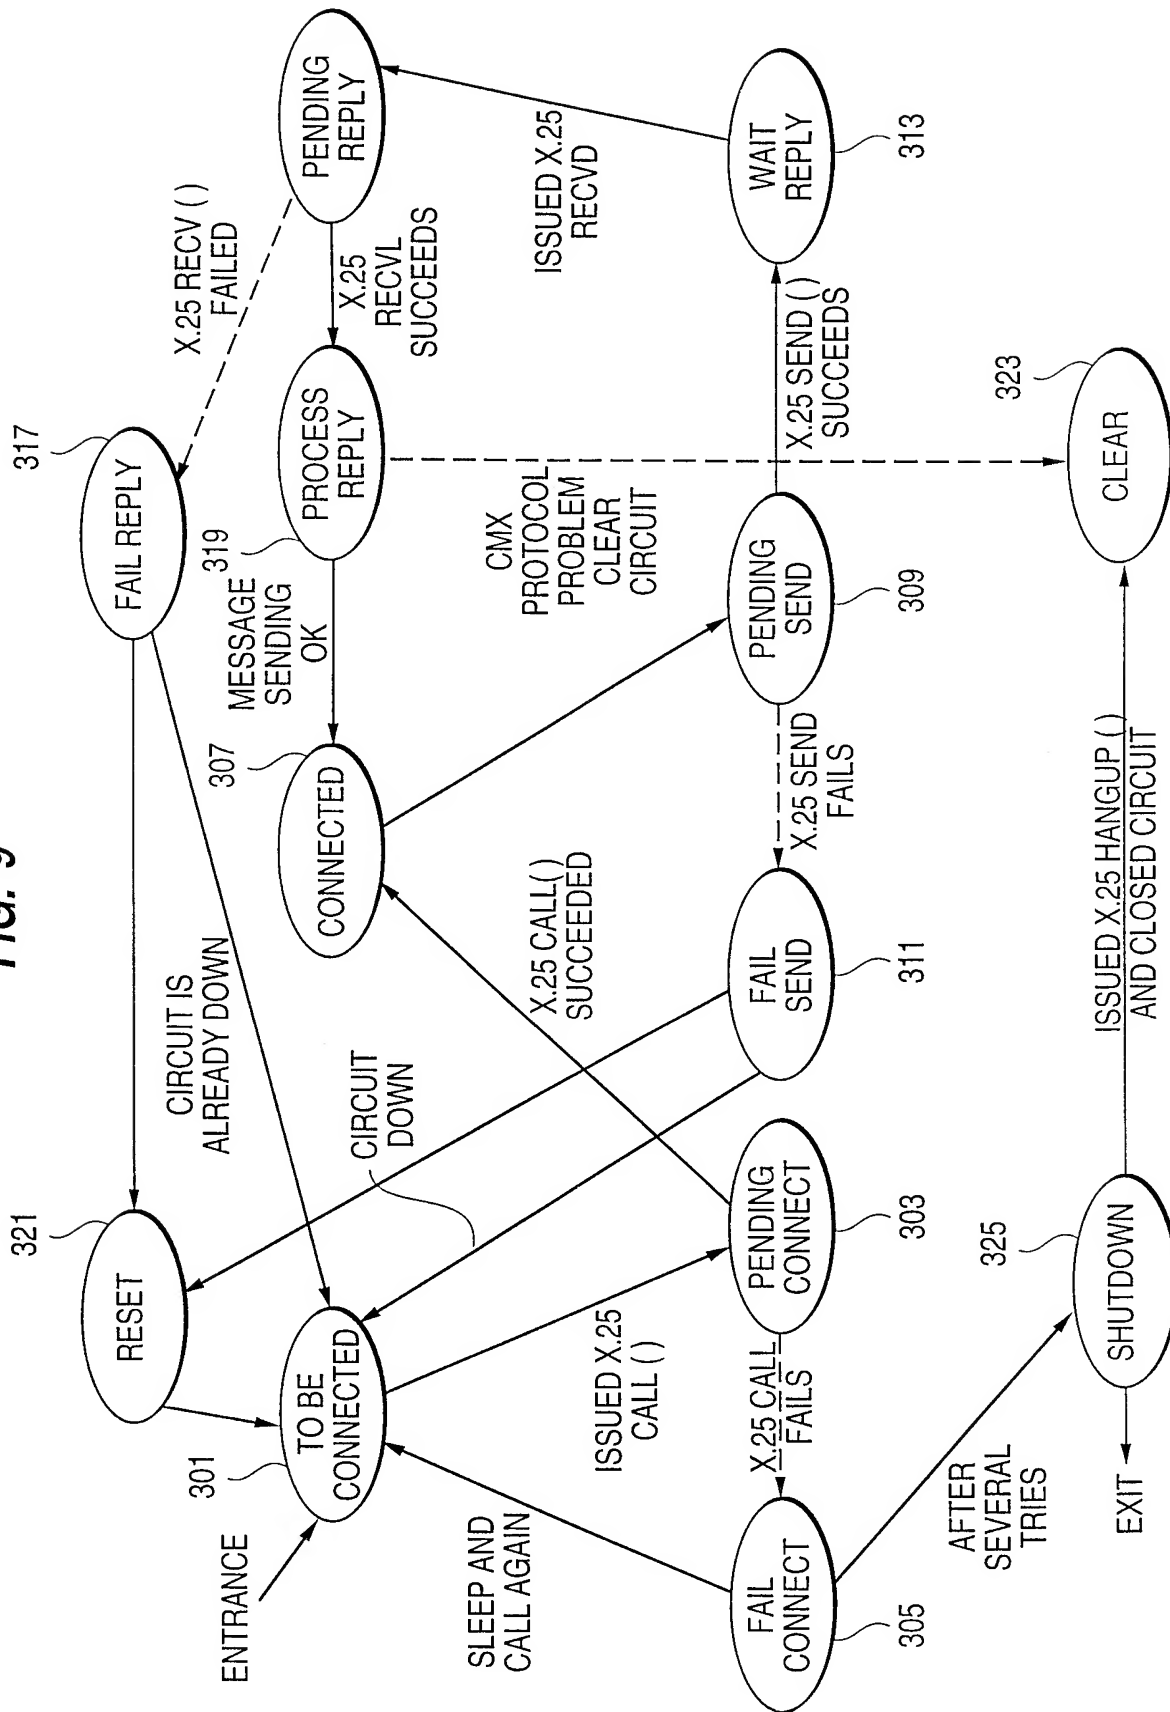 FIG. 9
321
317
RESET
FAIL REPLY
CIRCUIT IS
ALREADY DOWN
X.25 RECV ( )
FAILED
ENTRANCE
301
TO BE
CONNECTED
307
CONNECTED
MESSAGE
SENDING
OK
319
PROCESS
REPLY
X.25
RECVL
SUCCEEDS
PENDING
REPLY
CIRCUIT
DOWN
SLEEP AND
CALL AGAIN
ISSUED X.25
CALL ( )
X.25 CALL( )
SUCCEEDED
CMX
PROTOCOL
PROBLEM
CLEAR
CIRCUIT
ISSUED X.25
RECVD
FAIL
CONNECT
305
X.25 CALL
FAILS
PENDING
CONNECT
303
FAIL
SEND
311
X.25 SEND
FAILS
PENDING
SEND
309
X.25 SEND ( )
SUCCEEDS
WAIT
REPLY
313
AFTER
SEVERAL
TRIES
325
323
EXIT
SHUTDOWN
ISSUED X.25 HANGUP ( )
AND CLOSED CIRCUIT
CLEAR